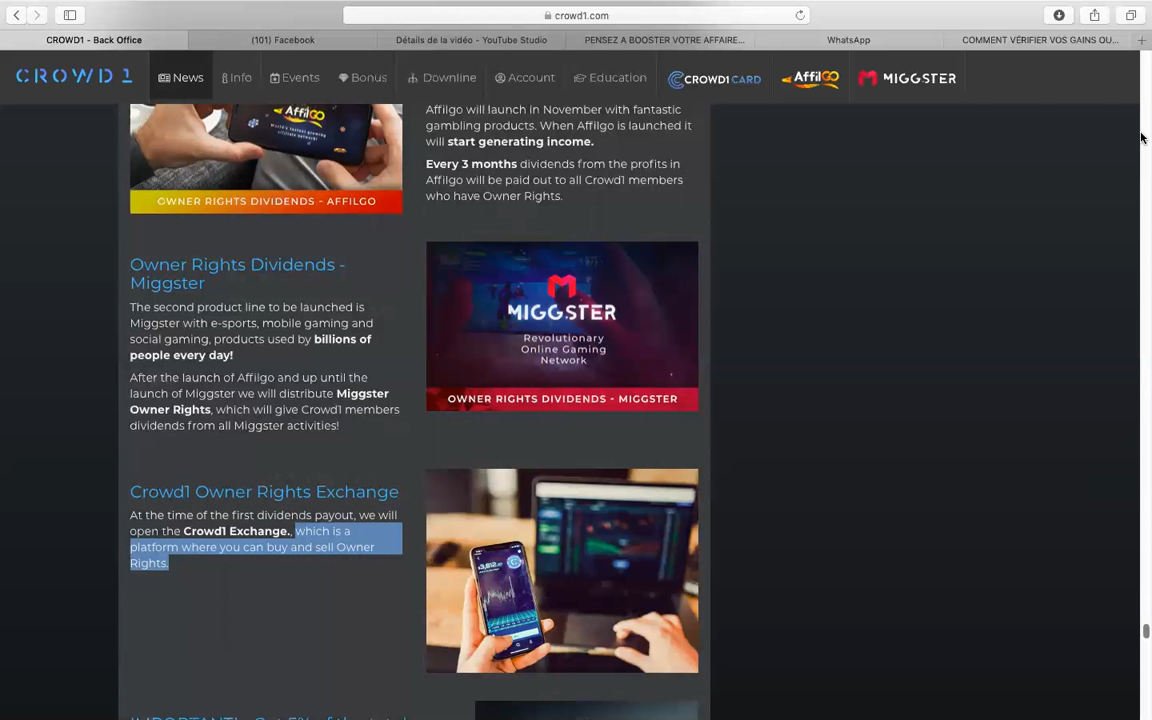 crowd1.com
CROWD1 - Back Office
(101) Facebook
Détails de la vidéo - YouTube Studio
PENSEZ A BOOSTER VOTRE AFFAIRE...
WhatsApp
COMMENT VÉRIFIER VOS GAINS OU...
CROWD1
News
Info
Events
Bonus
Downline
Account
Education
CROWD1CARD
AffilGO
MIGGSTER
AffilGO
World's fastest growing
OWNER RIGHTS DIVIDENDS - AFFILGO
Affilgo will launch in November with fantastic
gambling products. When Affilgo is launched it
will start generating income.
Every 3 months dividends from the profits in
Affilgo will be paid out to all Crowd1 members
who have Owner Rights.
Owner Rights Dividends -
Miggster
The second product line to be launched is
Miggster with e-sports, mobile gaming and
social gaming, products used by billions of
people every day!
After the launch of Affilgo and up until the
launch of Miggster we will distribute Miggster
Owner Rights, which will give Crowd1 members
dividends from all Miggster activities!
MIGGSTER
Revolutionary
Online Gaming
Network
OWNER RIGHTS DIVIDENDS - MIGGSTER
Crowd1 Owner Rights Exchange
At the time of the first dividends payout, we will
open the Crowd1 Exchange., which is a
platform where you can buy and sell Owner
Rights.